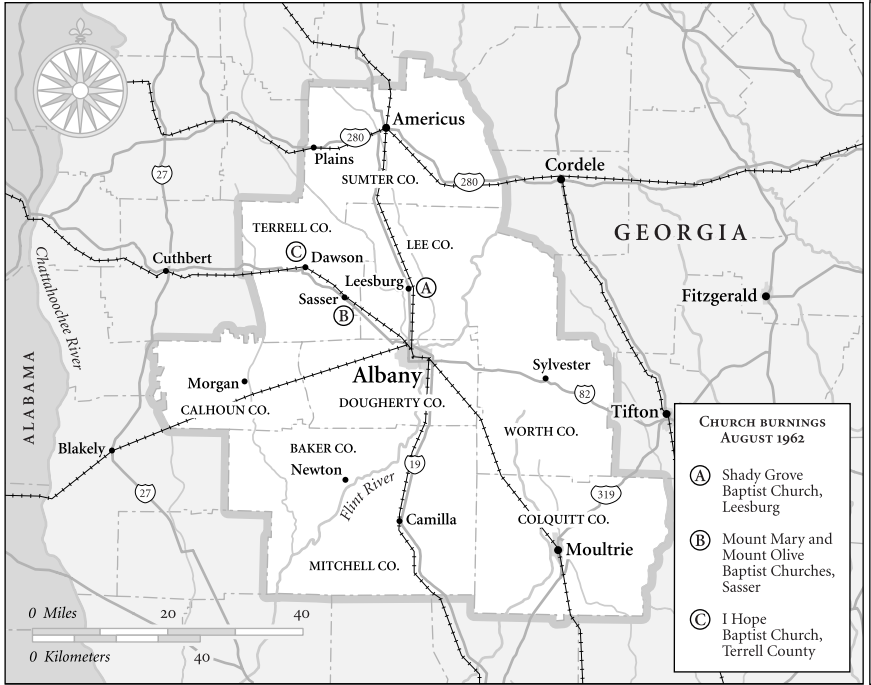 Americus
280
Plains
Cordele
SUMTER CO.
280
27
GEORGIA
TERRELL CO.
LEE CO.
C
Dawson
Cuthbert
Leesburg
A
Sasser
B
Fitzgerald
Chattahoochee River
ALABAMA
Albany
Sylvester
Morgan
82
CALHOUN CO.
DOUGHERTY CO.
Tifton
WORTH CO.
Blakely
BAKER CO.
Newton
19
27
Flint River
319
Camilla
COLQUITT CO.
Moultrie
MITCHELL CO.
0 Miles 20 40
0 Kilometers 40
CHURCH BURNINGS
AUGUST 1962
A Shady Grove
Baptist Church,
Leesburg
B Mount Mary and
Mount Olive
Baptist Churches,
Sasser
C I Hope
Baptist Church,
Terrell County